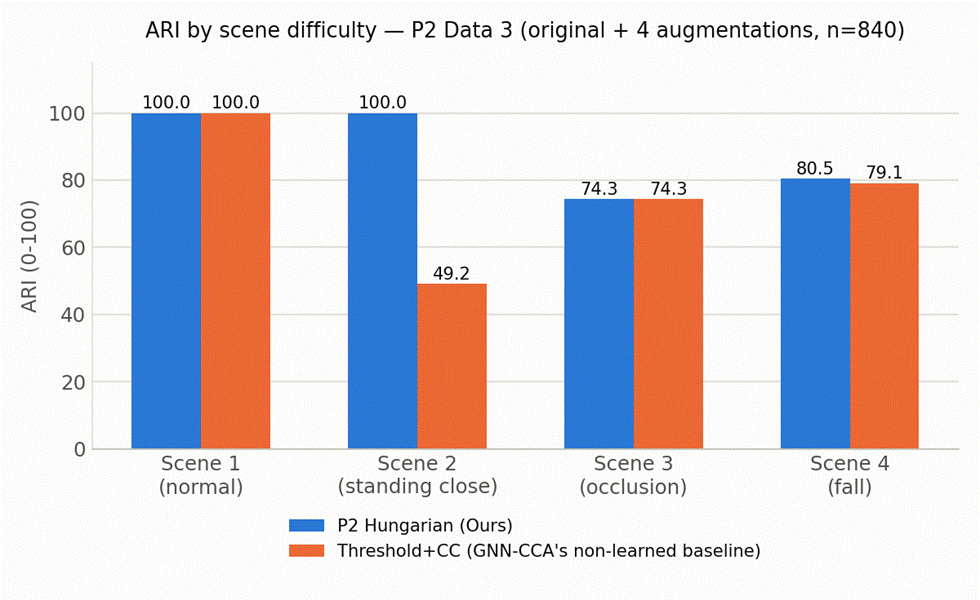 ARI by scene difficulty — P2 Data 3 (original + 4 augmentations, n=840)
ARI (0-100)
100
80
60
40
20
0
100.0 100.0
100.0
49.2
74.3 74.3
80.5 79.1
Scene 1
(normal)
Scene 2
(standing close)
Scene 3
(occlusion)
Scene 4
(fall)
P2 Hungarian (Ours)
Threshold+CC (GNN-CCA's non-learned baseline)